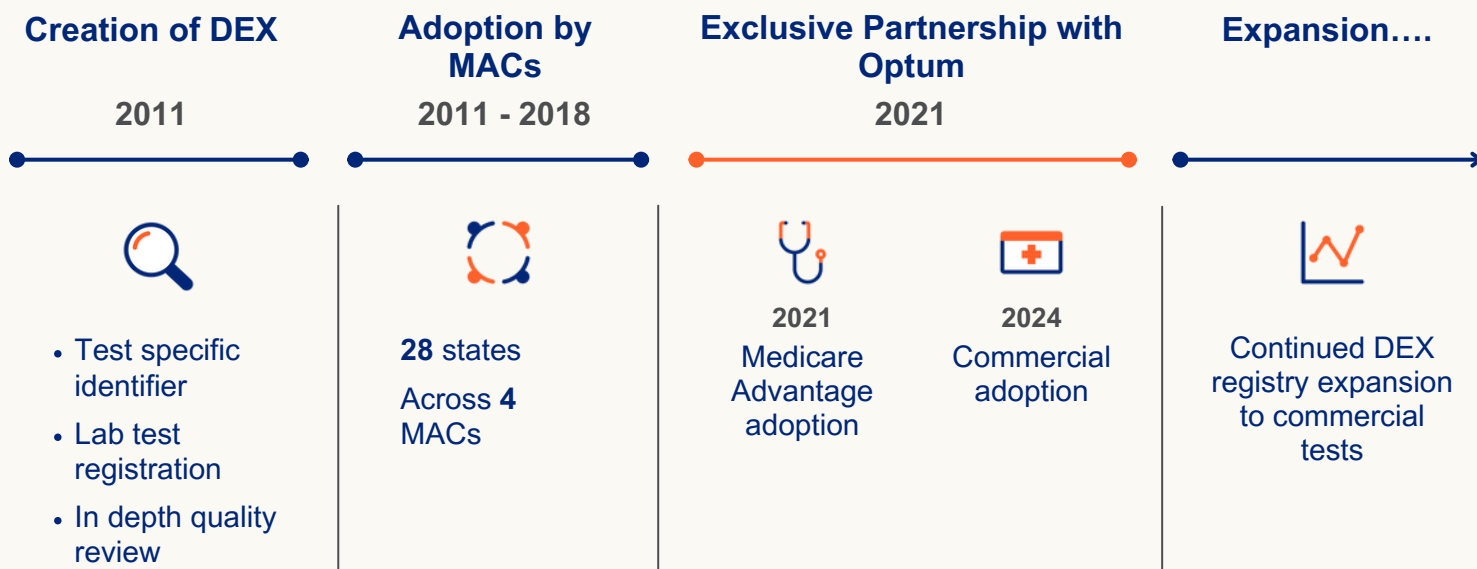 Creation of DEX
2011
• Test specific
identifier
• Lab test
registration
• In depth quality
review
Adoption by
MACs
2011 - 2018
28 states
Across 4
MACs
Exclusive Partnership with
Optum
2021
2021
Medicare
Advantage
adoption
2024
Commercial
adoption
Expansion....
Continued DEX
registry expansion
to commercial
tests